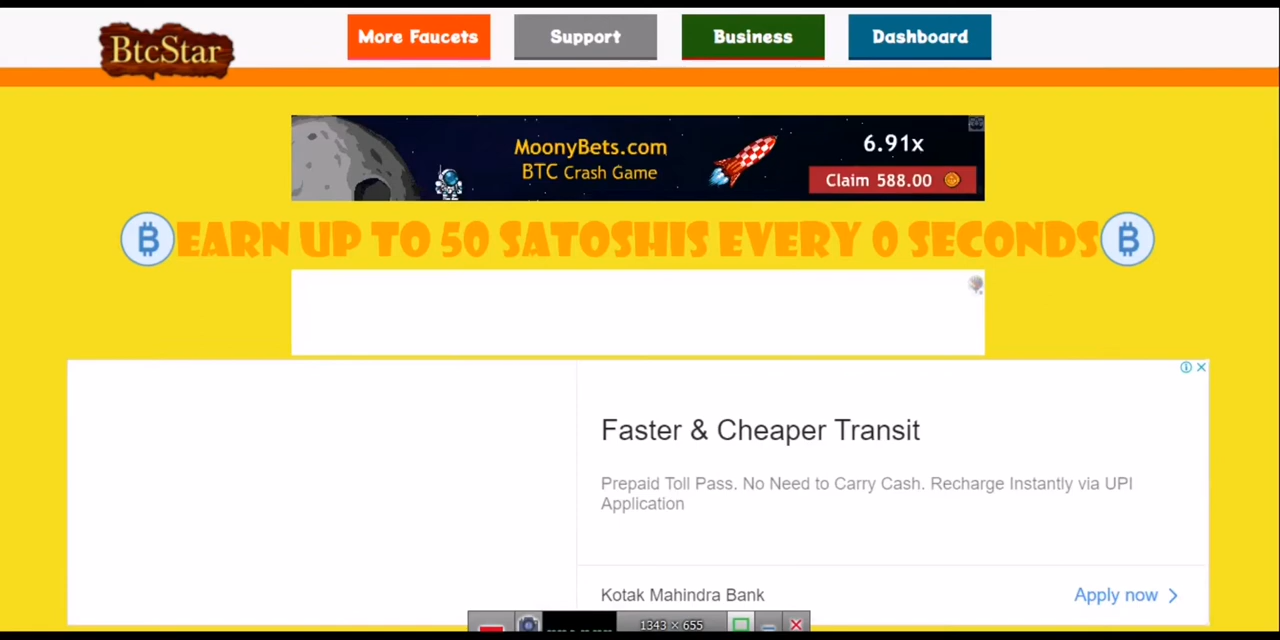 BtcStar
More Faucets
Support
Business
Dashboard
MoonyBets.com
BTC Crash Game
6.91x
Claim 588.00
EARN UP TO 50 SATOSHIS EVERY 0 SECONDS
Faster & Cheaper Transit
Prepaid Toll Pass. No Need to Carry Cash. Recharge Instantly via UPI
Application
Kotak Mahindra Bank
Apply now
1343 × 655